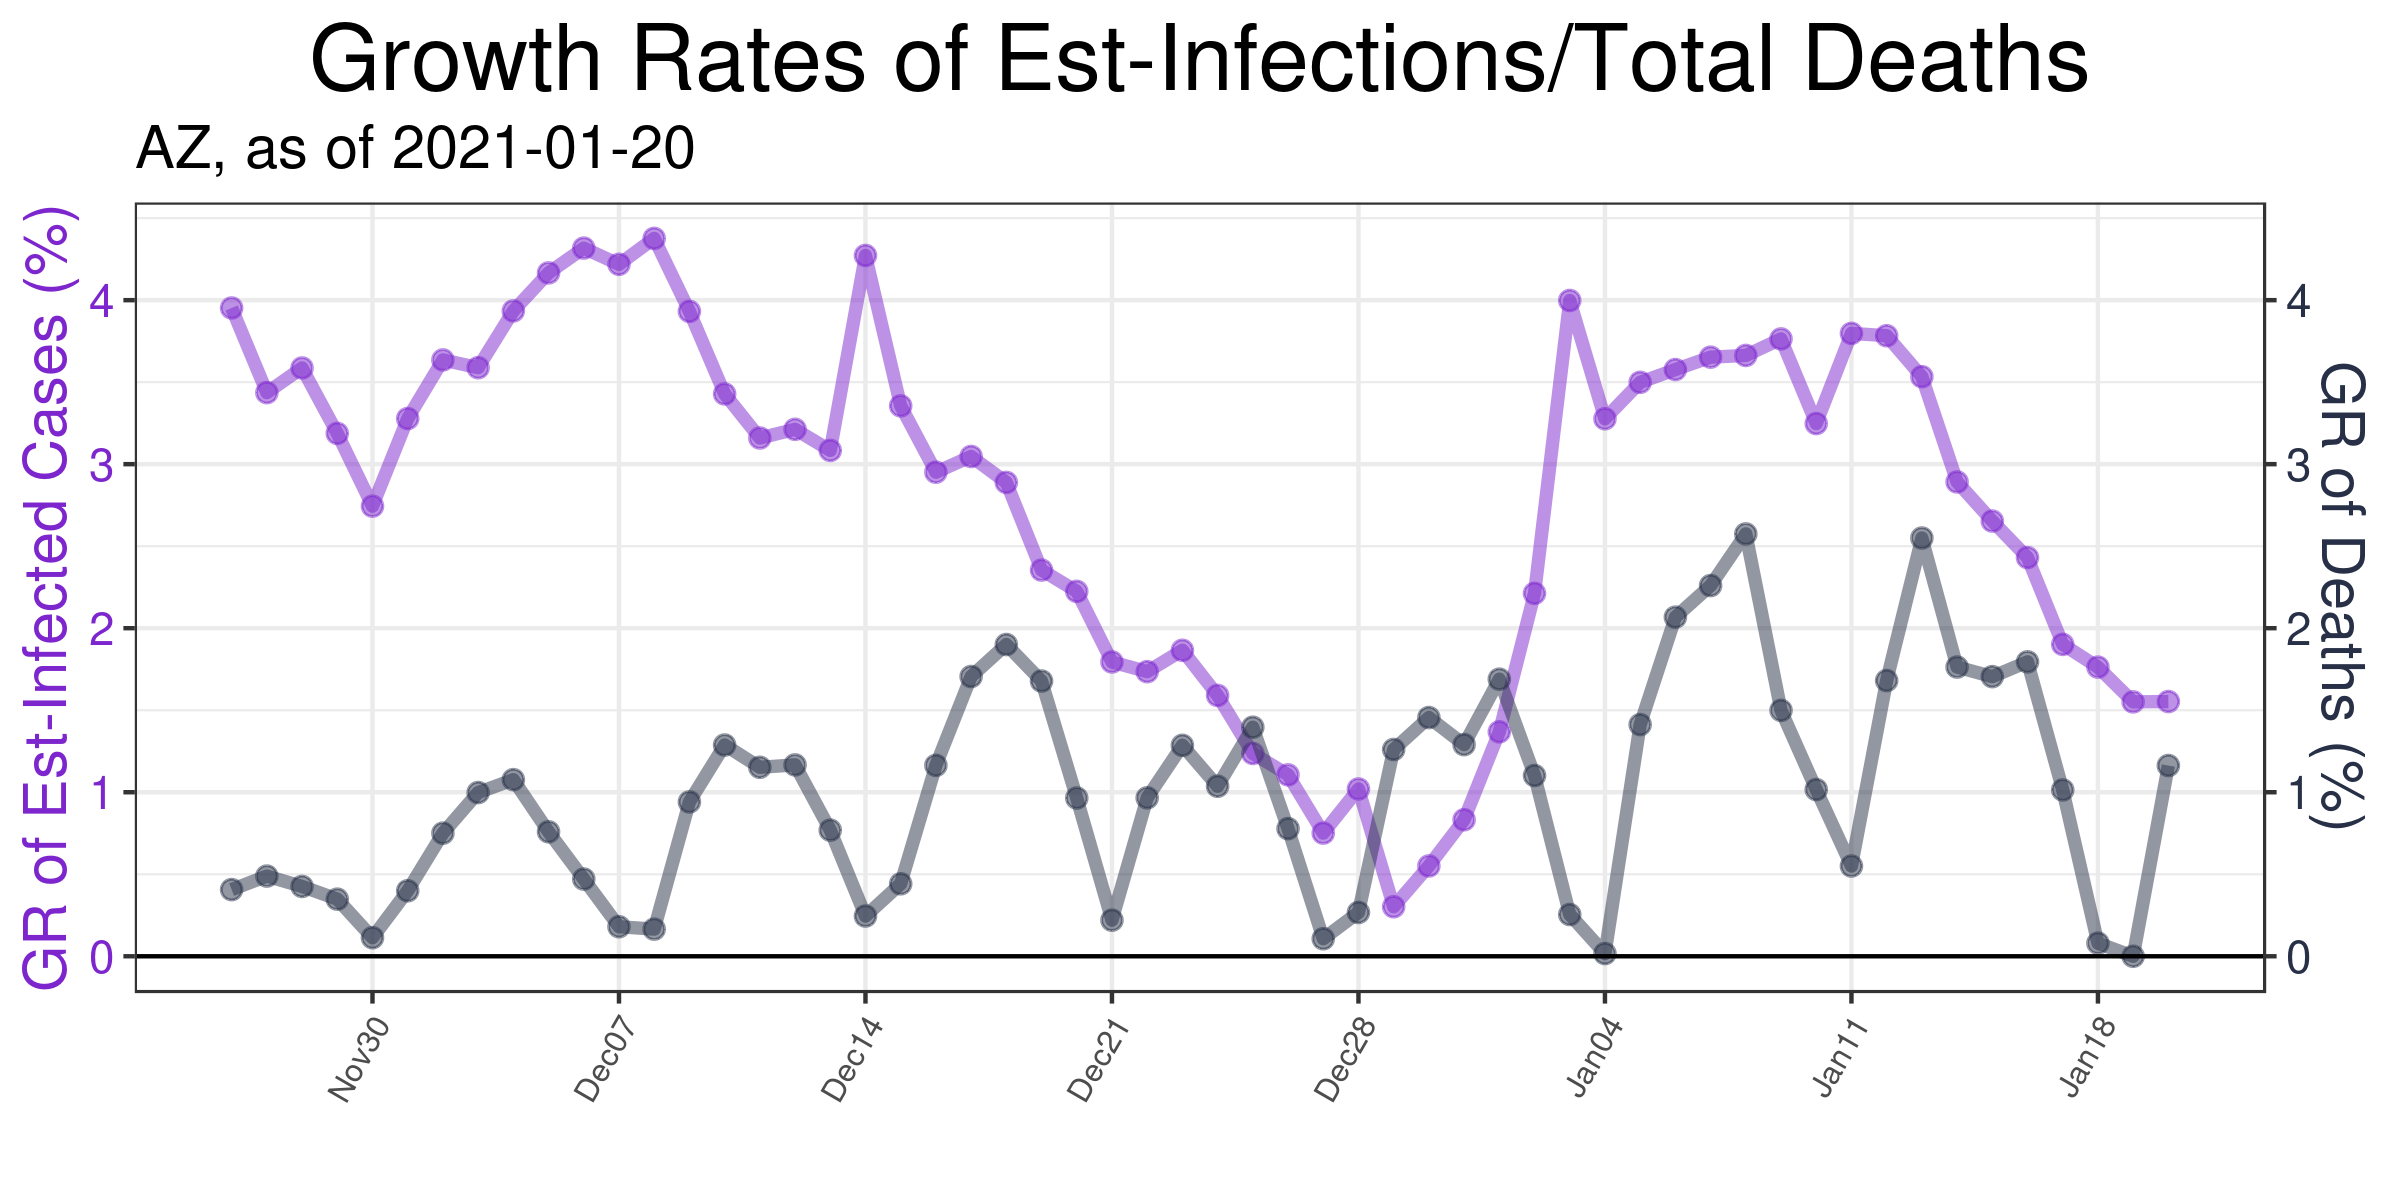 Growth Rates of Est-Infections/Total Deaths
AZ, as of 2021-01-20
GR of Est-Infected Cases (%)
4
3
2
1
0
4
3
2
1
0
GR of Deaths (%)
Nov30
Dec07
Dec14
Dec21
Dec28
Jan04
Jan11
Jan18